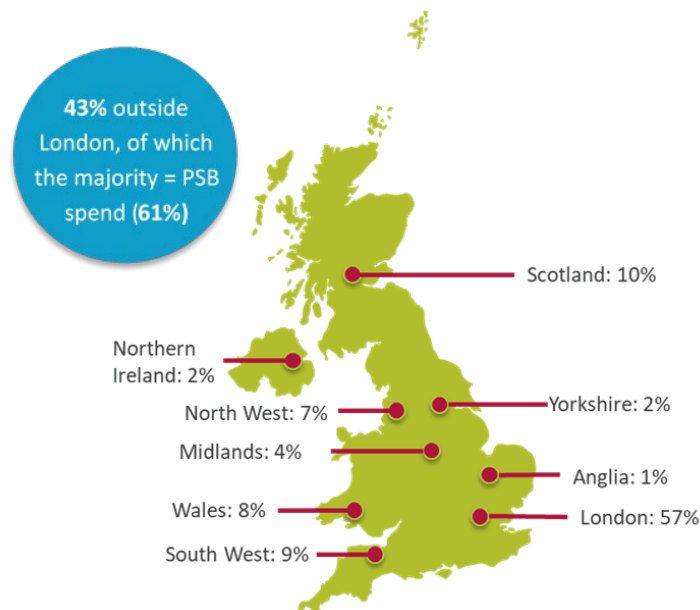 43% outside
London, of which
the majority = PSB
spend (61%)
Scotland: 10%
Northern
Ireland: 2%
North West: 7%
Yorkshire: 2%
Midlands: 4%
Anglia: 1%
Wales: 8%
London: 57%
South West: 9%